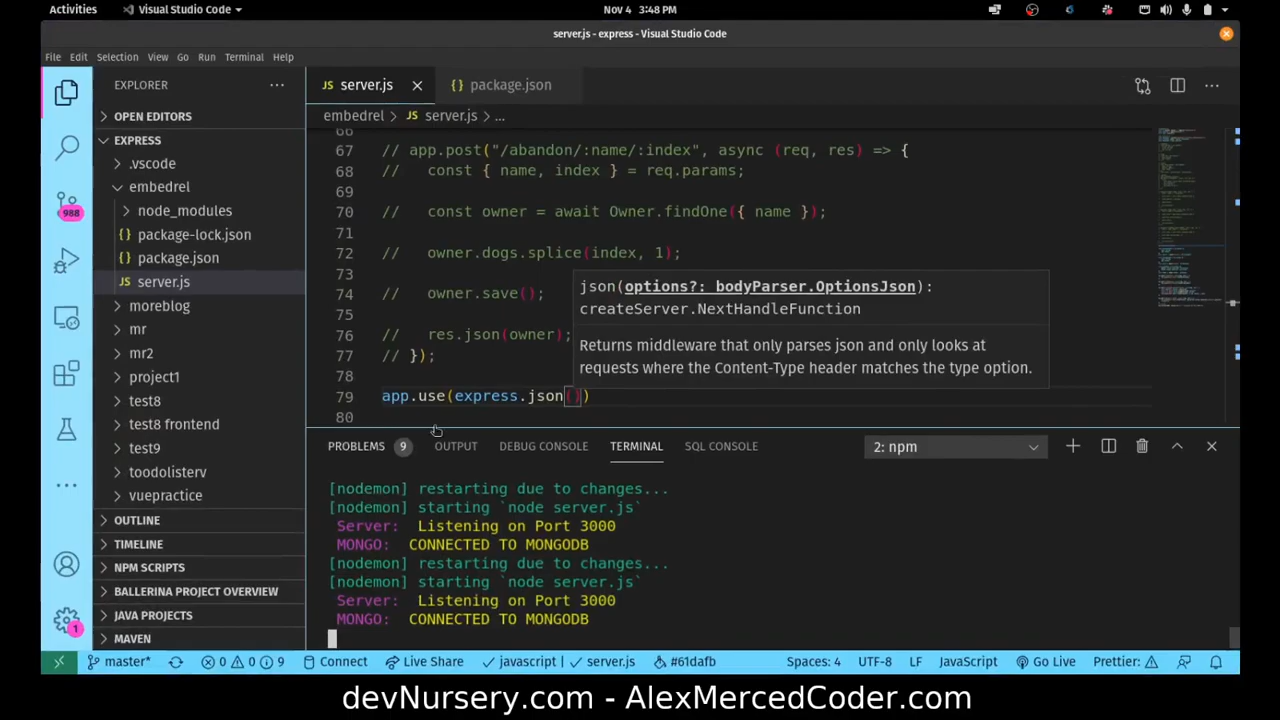 Activities
Visual Studio Code
Nov 4 3:48 PM
server.js - express - Visual Studio Code
File Edit Selection View Go Run Terminal Help
EXPLORER
OPEN EDITORS
EXPRESS
.vscode
embedrel
node_modules
{} package-lock.json
{} package.json
JS server.js
moreblog
mr
mr2
project1
test8
test8 frontend
test9
toodolisterv
vuepractice
OUTLINE
TIMELINE
NPM SCRIPTS
BALLERINA PROJECT OVERVIEW
JAVA PROJECTS
MAVEN
988
1
JS server.js
{} package.json
embedrel > JS server.js > ...
66
67 // app.post("/abandon/:name/:index", async (req, res) => {
68 // const { name, index } = req.params;
69
70 // const owner = await Owner.findOne({ name });
71
72 // owner.dogs.splice(index, 1);
73
74 // owner.save();
75
76 // res.json(owner);
77 // });
78
79 app.use(express.json())
80
json(options?: bodyParser.OptionsJson):
createServer.NextHandleFunction
Returns middleware that only parses json and only looks at
requests where the Content-Type header matches the type option.
PROBLEMS 9 OUTPUT DEBUG CONSOLE TERMINAL SQL CONSOLE 2: npm
[nodemon] restarting due to changes...
[nodemon] starting `node server.js`
Server: Listening on Port 3000
MONGO: CONNECTED TO MONGODB
[nodemon] restarting due to changes...
[nodemon] starting `node server.js`
Server: Listening on Port 3000
MONGO: CONNECTED TO MONGODB
master* 0 0 9 Connect Live Share javascript | server.js #61dafb Spaces: 4 UTF-8 LF JavaScript Go Live Prettier:
devNursery.com - AlexMercedCoder.com